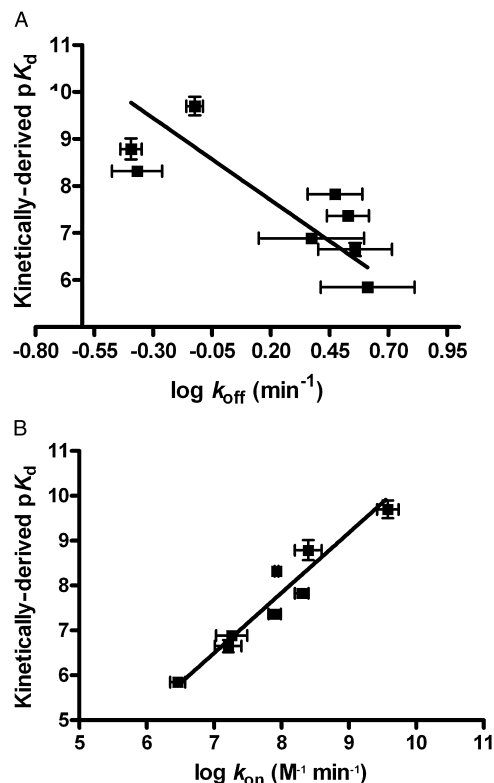 A
Kinetically-derived pKd
11
10
9
8
7
6
-0.80 -0.55 -0.30 -0.05 0.20 0.45 0.70 0.95
log koff (min-1)
B
Kinetically-derived pKd
11
10
9
8
7
6
5
5 6 7 8 9 10 11
log kon (M-1 min-1)